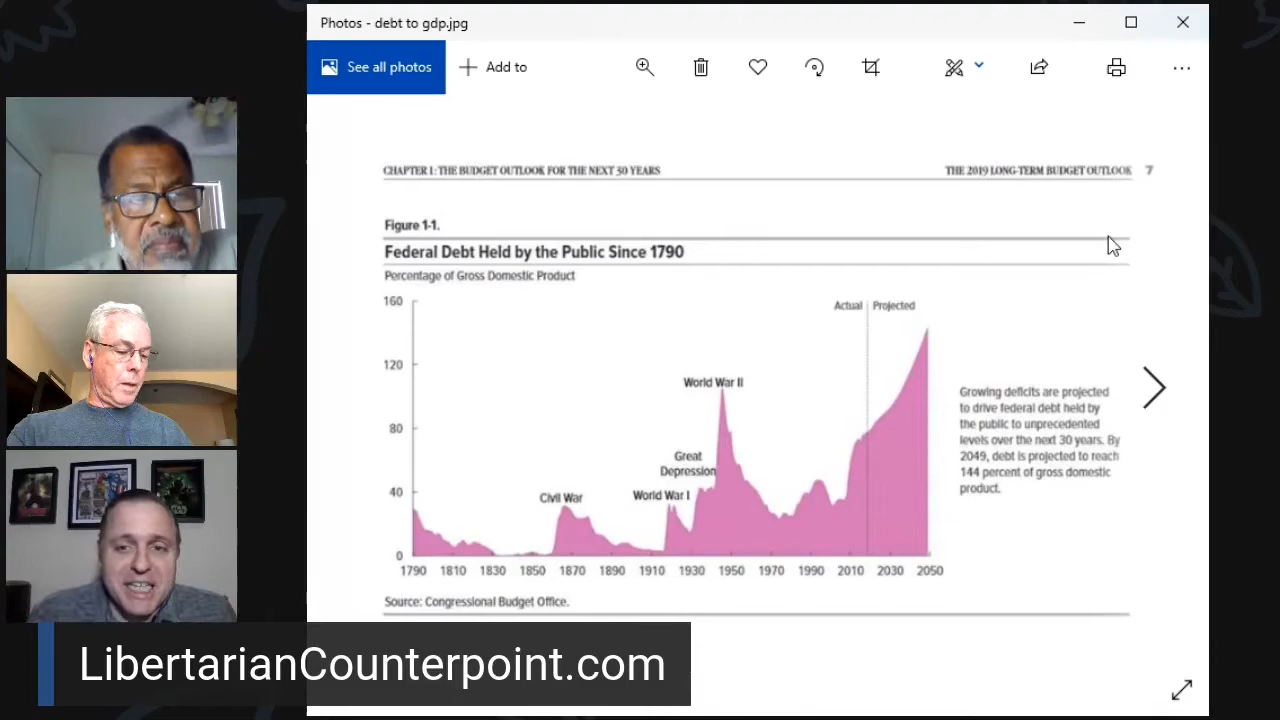 Photos - debt to gdp.jpg
See all photos
Add to
CHAPTER 1: THE BUDGET OUTLOOK FOR THE NEXT 30 YEARS
THE 2019 LONG-TERM BUDGET OUTLOOK 7
Figure 1-1.
Federal Debt Held by the Public Since 1790
Percentage of Gross Domestic Product
160
Actual
Projected
120
World War II
Growing deficits are projected
to drive federal debt held by
the public to unprecedented
levels over the next 30 years. By
2049, debt is projected to reach
144 percent of gross domestic
product.
80
Great
Depression
40
Civil War
World War I
0
1790 1810 1830 1850 1870 1890 1910 1930 1950 1970 1990 2010 2030 2050
Source: Congressional Budget Office.
LibertarianCounterpoint.com